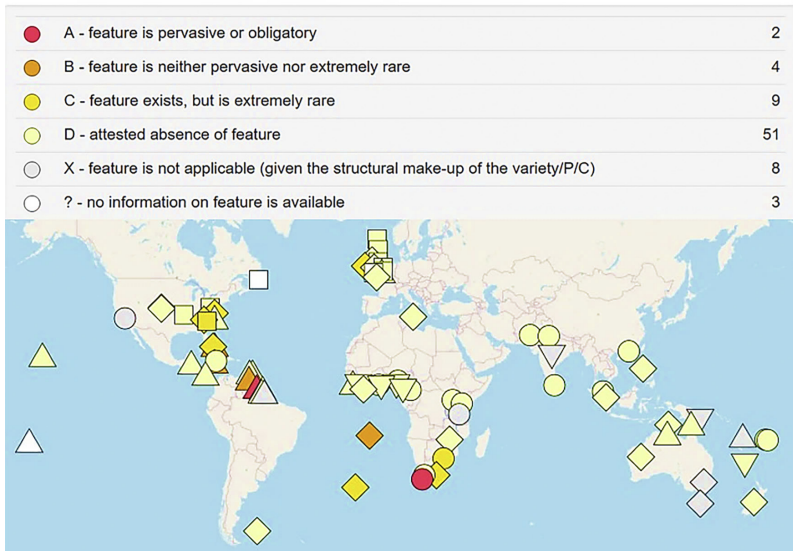 A - feature is pervasive or obligatory 2
B - feature is neither pervasive nor extremely rare 4
C - feature exists, but is extremely rare 9
D - attested absence of feature 51
X - feature is not applicable (given the structural make-up of the variety/P/C) 8
? - no information on feature is available 3